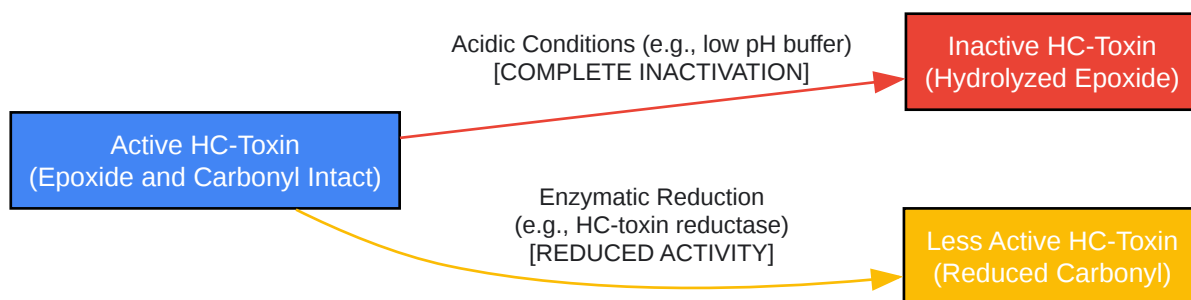 Active HC-Toxin
(Epoxide and Carbonyl Intact)
Acidic Conditions (e.g., low pH buffer)
[COMPLETE INACTIVATION]
Inactive HC-Toxin
(Hydrolyzed Epoxide)
Enzymatic Reduction
(e.g., HC-toxin reductase)
[REDUCED ACTIVITY]
Less Active HC-Toxin
(Reduced Carbonyl)